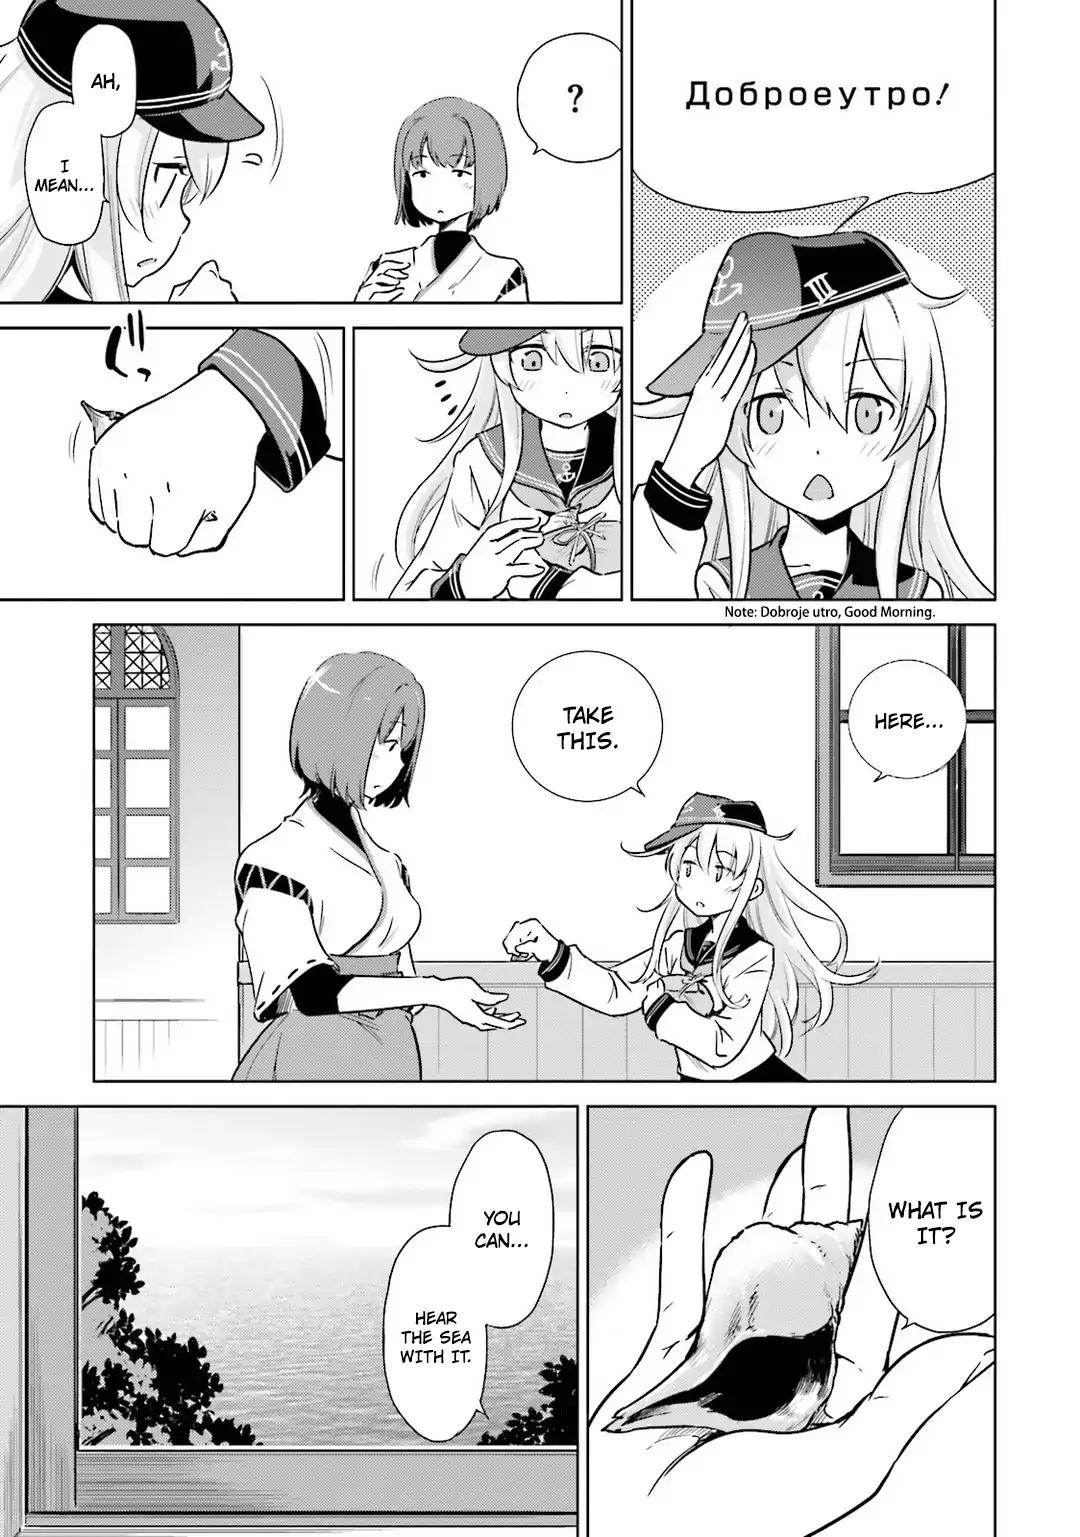 Доброеутро!
?
AH,
I
MEAN...
III
Note: Dobroje utro, Good Morning.
HERE...
TAKE
THIS.
WHAT IS
IT?
YOU
CAN...
HEAR
THE SEA
WITH IT.